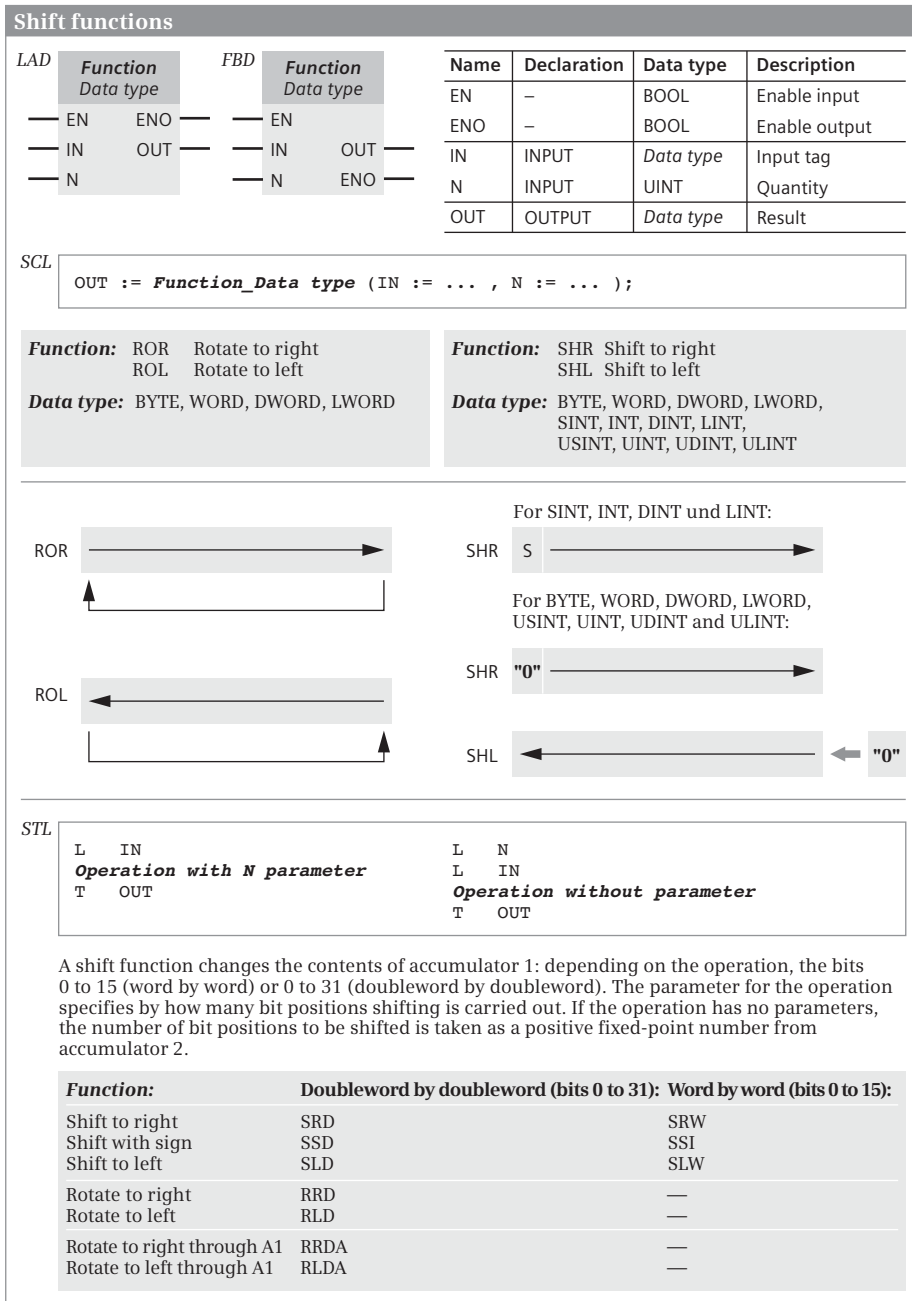 Shift functions
LAD
Function
Data type
EN ENO
IN OUT
N
FBD
Function
Data type
EN
IN OUT
N ENO
Name Declaration Data type Description
EN – BOOL Enable input
ENO – BOOL Enable output
IN INPUT Data type Input tag
N INPUT UINT Quantity
OUT OUTPUT Data type Result
SCL
OUT := Function_Data type (IN := ... , N := ... );
Function: ROR Rotate to right
ROL Rotate to left
Data type: BYTE, WORD, DWORD, LWORD
Function: SHR Shift to right
SHL Shift to left
Data type: BYTE, WORD, DWORD, LWORD,
SINT, INT, DINT, LINT,
USINT, UINT, UDINT, ULINT
ROR
ROL
For SINT, INT, DINT und LINT:
SHR S
For BYTE, WORD, DWORD, LWORD,
USINT, UINT, UDINT and ULINT:
SHR "0"
SHL "0"
STL
L IN
Operation with N parameter
T OUT
L N
L IN
Operation without parameter
T OUT
A shift function changes the contents of accumulator 1: depending on the operation, the bits
0 to 15 (word by word) or 0 to 31 (doubleword by doubleword). The parameter for the operation
specifies by how many bit positions shifting is carried out. If the operation has no parameters,
the number of bit positions to be shifted is taken as a positive fixed-point number from
accumulator 2.
Function: Doubleword by doubleword (bits 0 to 31): Word by word (bits 0 to 15):
Shift to right SRD SRW
Shift with sign SSD SSI
Shift to left SLD SLW
Rotate to right RRD —
Rotate to left RLD —
Rotate to right through A1 RRDA —
Rotate to left through A1 RLDA —